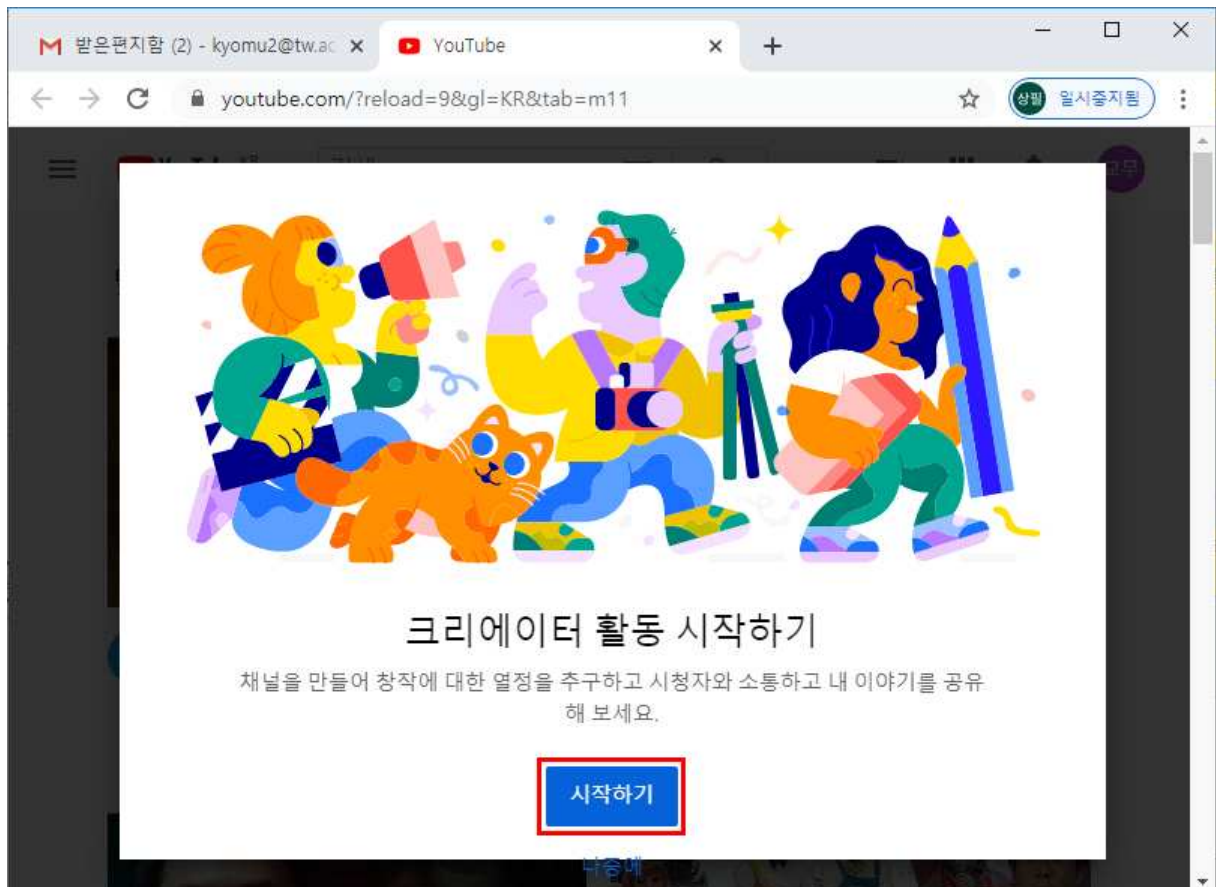 받은편지함 (2) - kyomu2@tw.ac
YouTube
youtube.com/?reload=9&gl=KR&tab=m11
상필 일시중지됨
교무
크리에이터 활동 시작하기
채널을 만들어 창작에 대한 열정을 추구하고 시청자와 소통하고 내 이야기를 공유
해 보세요.
시작하기
나중에